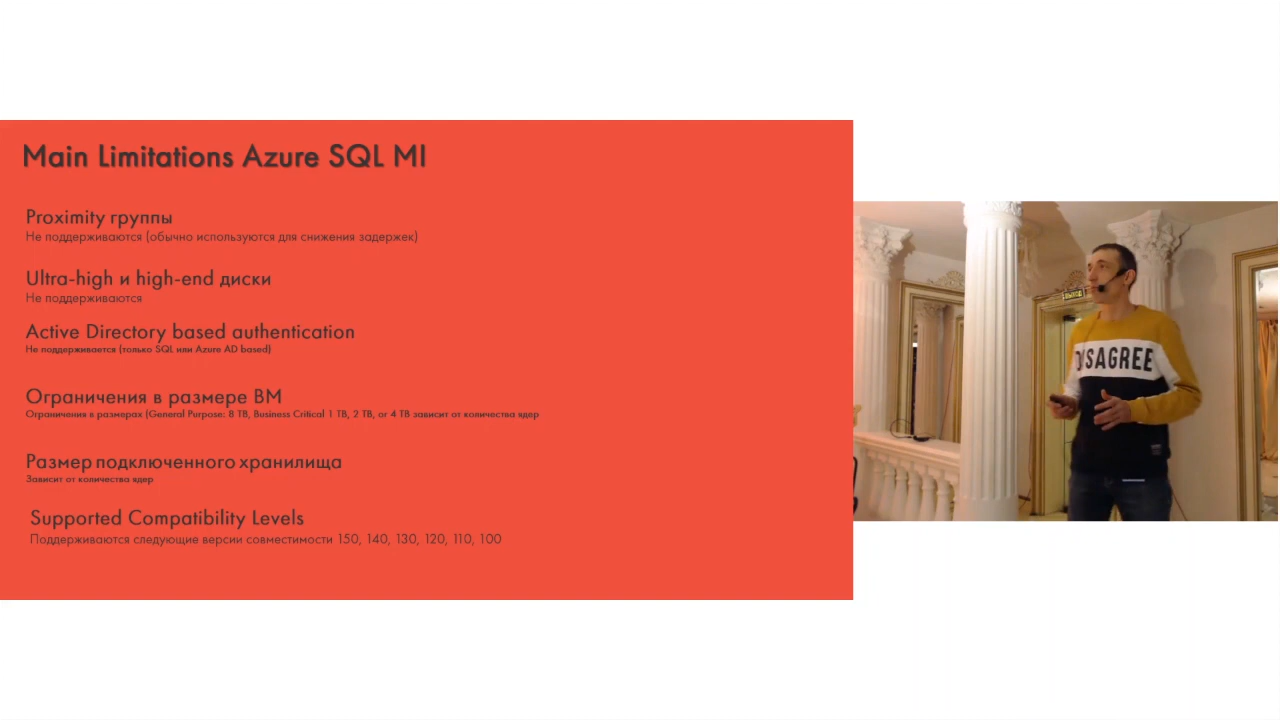 Main Limitations Azure SQL MI
Proximity группы
Не поддерживаются (обычно используются для снижения задержек)
Ultra-high и high-end диски
Не поддерживаются
Active Directory based authentication
Не поддерживается (только SQL или Azure AD based)
Ограничения в размере ВМ
Ограничения в размерах (General Purpose: 8 TB, Business Critical 1 TB, 2 TB, or 4 TB зависит от количества ядер
Размер подключенного хранилища
Зависит от количества ядер
Supported Compatibility Levels
Поддерживаются следующие версии совместимости 150, 140, 130, 120, 110, 100
DISAGREE